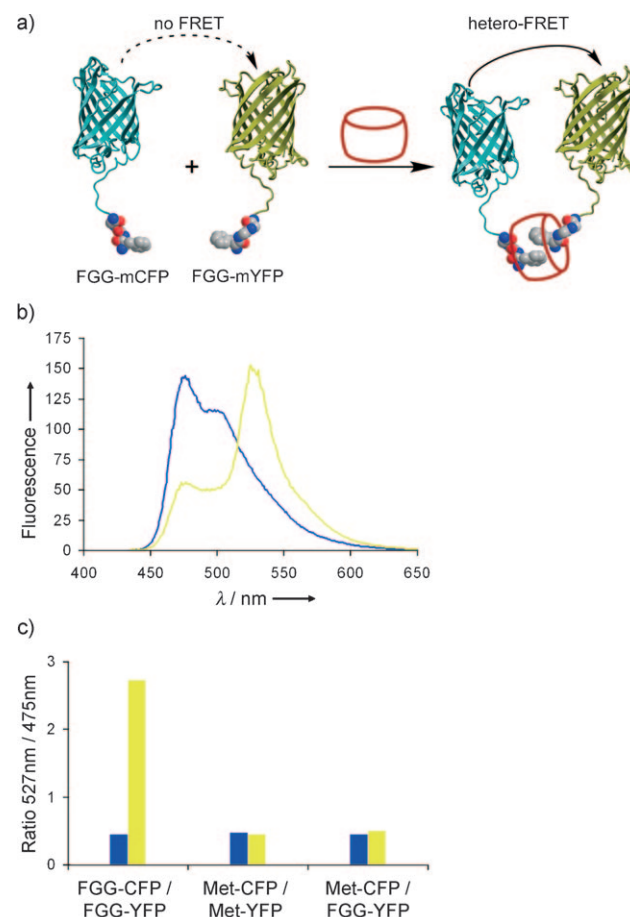 a)
no FRET
hetero-FRET
+
FGG-mCFP
FGG-mYFP
b)
Fluorescence
175
150
125
100
75
50
25
0
400 450 500 550 600 650
λ / nm
c)
Ratio 527nm / 475nm
3
2
1
0
FGG-CFP / Met-CFP / Met-CFP /
FGG-YFP Met-YFP FGG-YFP